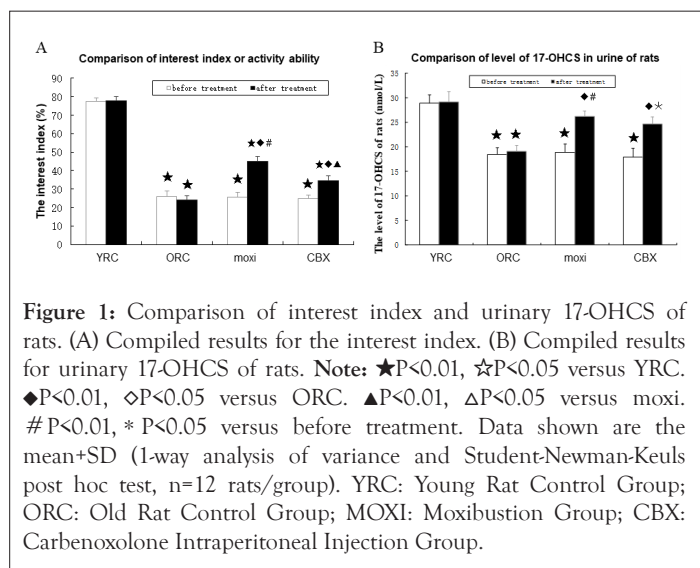 A
Comparison of interest index or activity ability
before treatment after treatment
The interest index (%)
90
80
70
60
50
40
30
20
10
0
★ ★ ★ ★◆# ★ ★◆▲
YRC ORC moxi CBX
B
Comparison of level of 17-OHCS in urine of rats
before treatment after treatment
The level of 17-OHCS of rats (nmol/L)
35
30
25
20
15
10
5
0
★ ★ ★ ◆# ★ ◆*
YRC ORC moxi CBX
Figure 1: Comparison of interest index and urinary 17-OHCS of
rats. (A) Compiled results for the interest index. (B) Compiled results
for urinary 17-OHCS of rats. Note: ★P<0.01, ☆P<0.05 versus YRC.
◆P<0.01, ◇P<0.05 versus ORC. ▲P<0.01, △P<0.05 versus moxi.
#P<0.01, * P<0.05 versus before treatment. Data shown are the
mean+SD (1-way analysis of variance and Student-Newman-Keuls
post hoc test, n=12 rats/group). YRC: Young Rat Control Group;
ORC: Old Rat Control Group; MOXI: Moxibustion Group; CBX:
Carbenoxolone Intraperitoneal Injection Group.